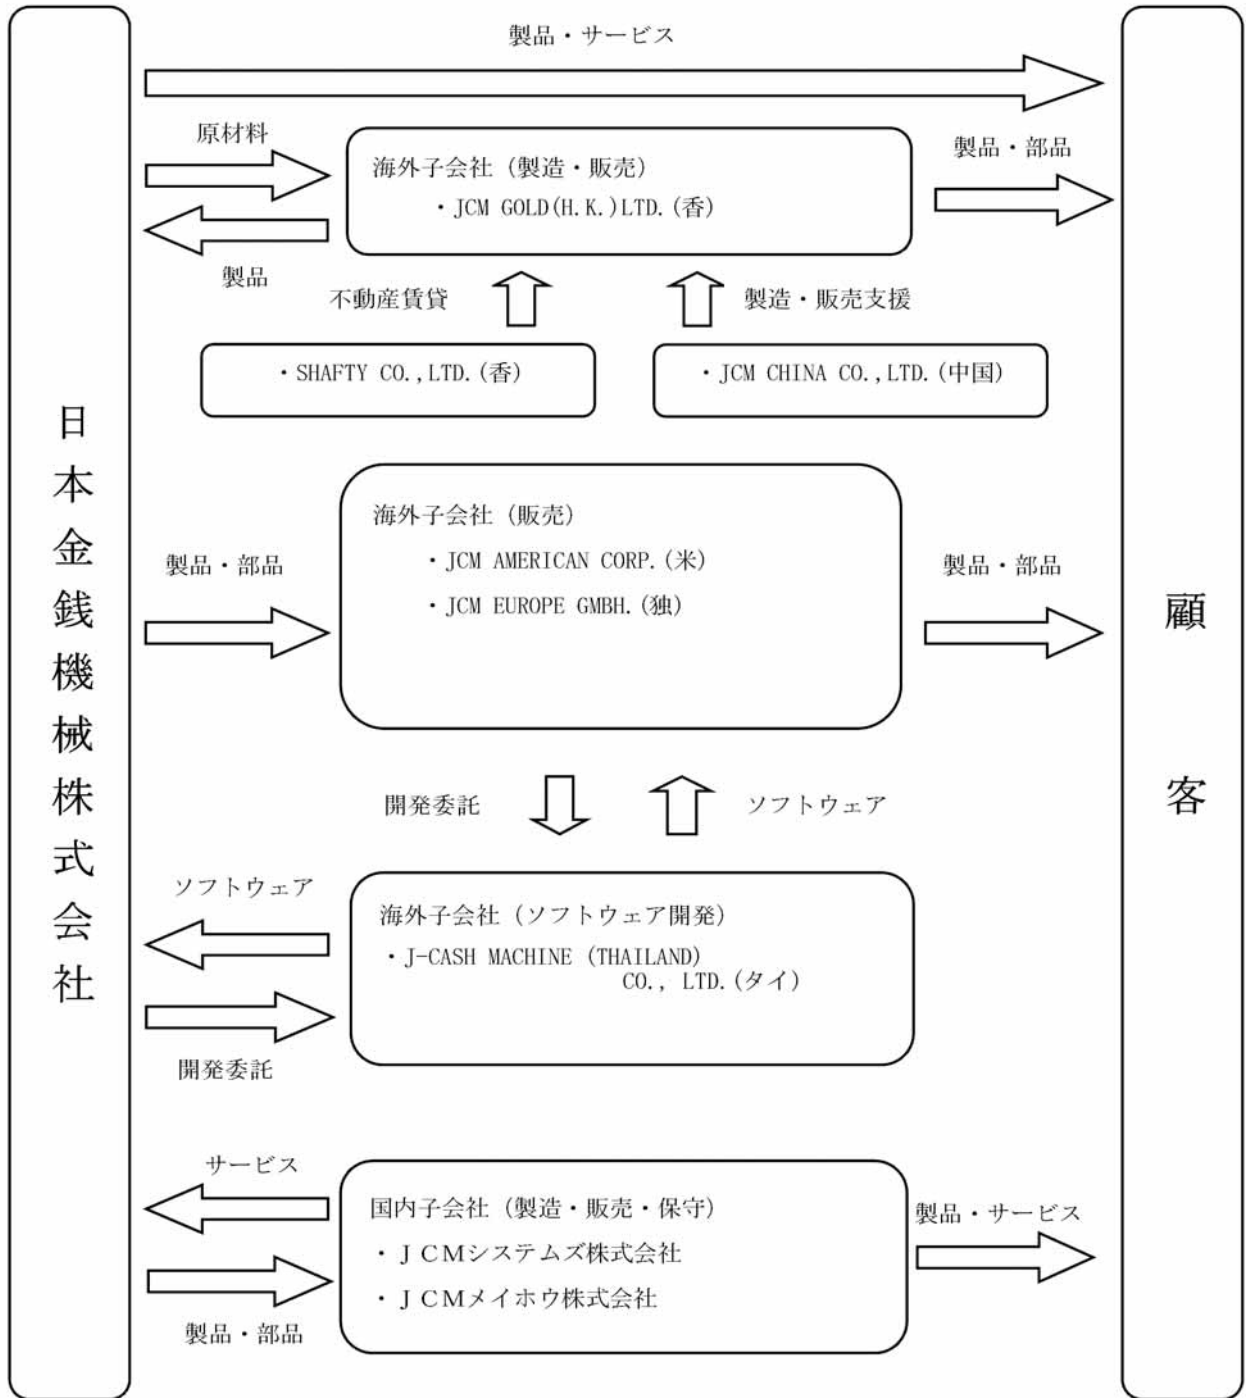 製品・サービス
原材料
海外子会社（製造・販売）
・JCM GOLD(H.K.)LTD.(香)
製品・部品
製品
不動産賃貸
製造・販売支援
・SHAFTY CO.,LTD.(香)
・JCM CHINA CO.,LTD.(中国)
日本金銭機械株式会社
海外子会社（販売）
・JCM AMERICAN CORP.(米)
・JCM EUROPE GMBH.(独)
製品・部品
製品・部品
顧客
開発委託
ソフトウェア
ソフトウェア
海外子会社（ソフトウェア開発）
・J-CASH MACHINE (THAILAND)
CO., LTD.(タイ)
開発委託
サービス
国内子会社（製造・販売・保守）
・ＪＣＭシステムズ株式会社
・ＪＣＭメイホウ株式会社
製品・サービス
製品・部品